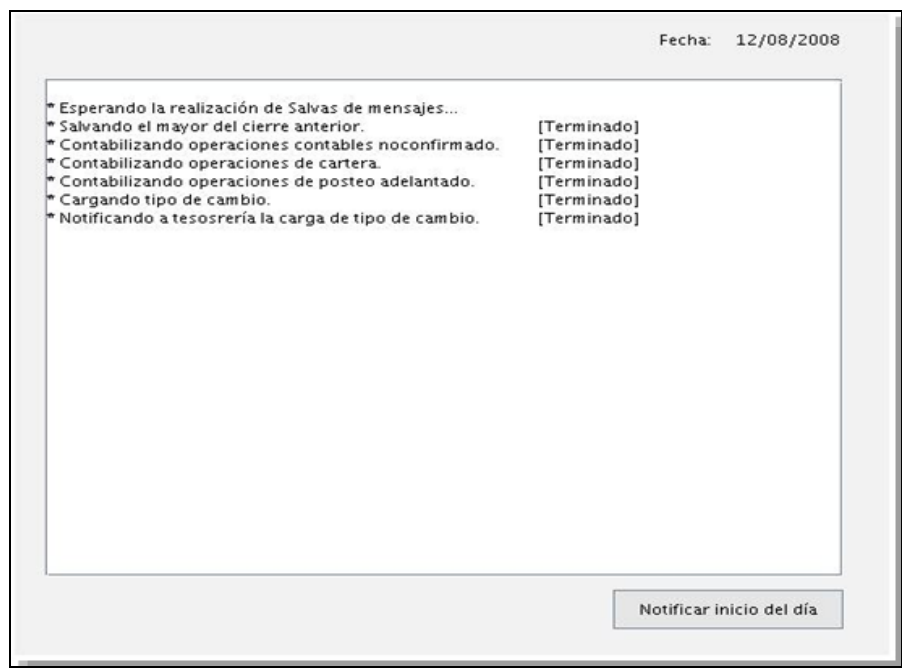 Fecha: 12/08/2008
* Esperando la realización de Salvas de mensajes...
* Salvando el mayor del cierre anterior. [Terminado]
* Contabilizando operaciones contables noconfirmado. [Terminado]
* Contabilizando operaciones de cartera. [Terminado]
* Contabilizando operaciones de posteo adelantado. [Terminado]
* Cargando tipo de cambio. [Terminado]
* Notificando a tesosrería la carga de tipo de cambio. [Terminado]
Notificar inicio del día